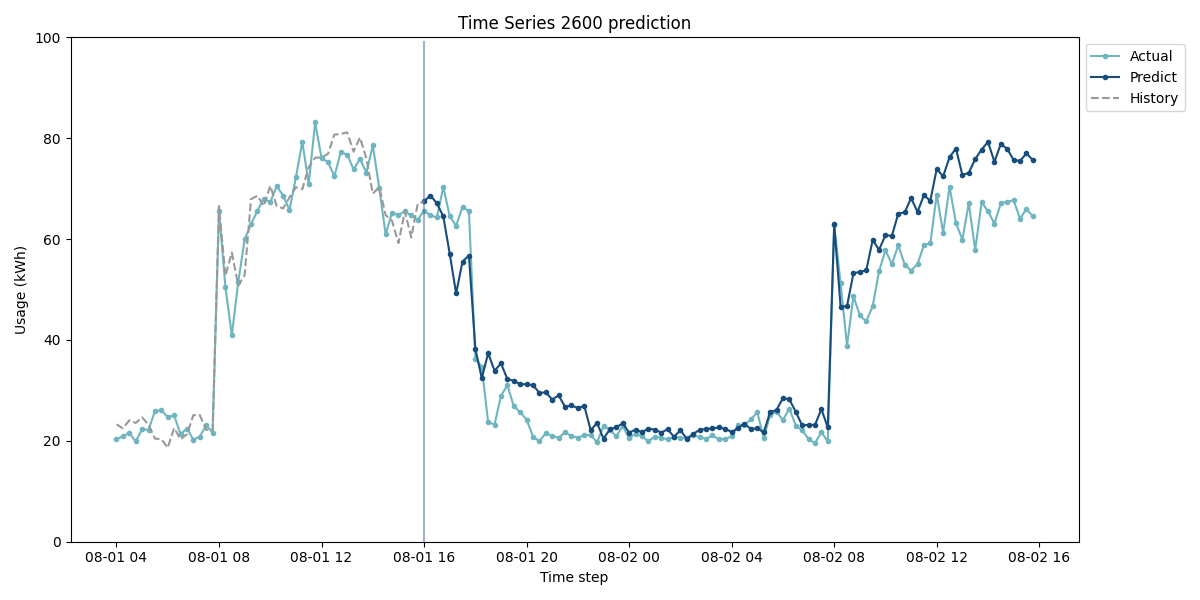 Time Series 2600 prediction
Usage (kWh)
100
80
60
40
20
0
08-01 04
08-01 08
08-01 12
08-01 16
08-01 20
08-02 00
08-02 04
08-02 08
08-02 12
08-02 16
Time step
Actual
Predict
History